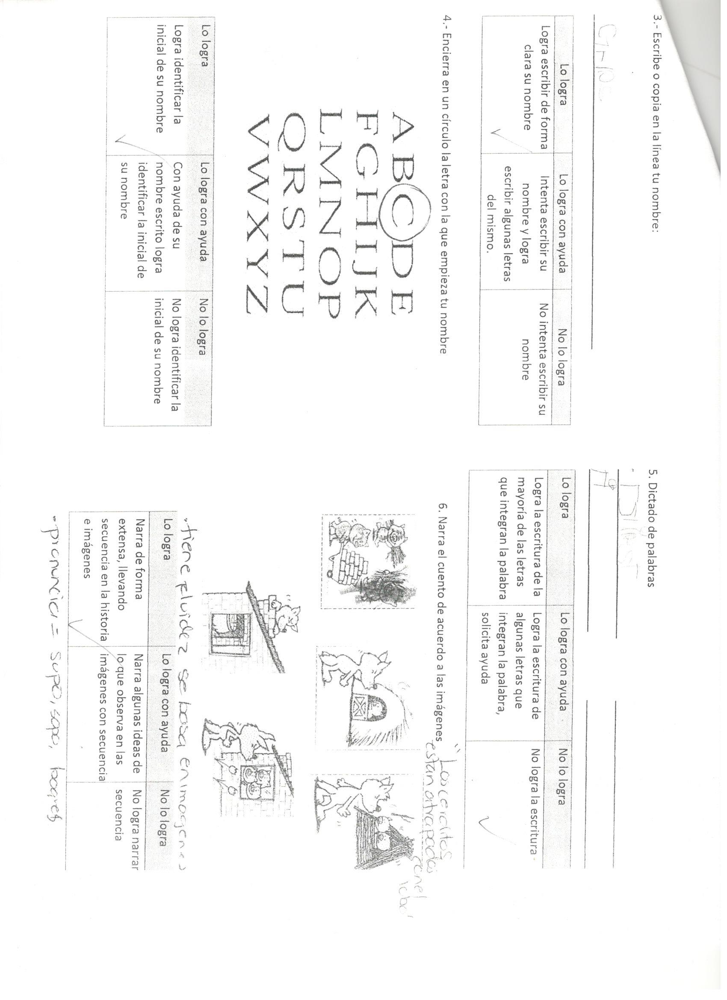 3.- Escribe o copia en la línea tu nombre:
Lo logra
Lo logra con ayuda
No lo logra
Logra escribir de forma
clara su nombre
Intenta escribir su
nombre y logra
escribir algunas letras
del mismo.
No intenta escribir su
nombre
4.- Encierra en un círculo la letra con la que empieza tu nombre
A B C D E
F G H I J K
L M N O P
Q R S T U
V W X Y Z
Lo logra
Lo logra con ayuda
No lo logra
Logra identificar la
inicial de su nombre
Con ayuda de su
nombre escrito logra
identificar la inicial de
su nombre
No logra identificar la
inicial de su nombre
5. Dictado de palabras
Lo logra
Lo logra con ayuda
No lo logra
Logra la escritura de la
mayoría de las letras
que integran la palabra
Logra la escritura de
algunas letras que
integran la palabra,
solicita ayuda
No logra la escritura
6. Narra el cuento de acuerdo a las imágenes
"Los cerditos
estan atrapados
con el
lobo"
•tiene fluidez se basa en imagenes
Lo logra
Lo logra con ayuda
No lo logra
Narra de forma
extensa, llevando
secuencia en la historia
e imágenes
Narra algunas ideas de
lo que observa en las
imágenes con secuencia
No logra narrar
secuencia
•pronuncia = supo, sapo,